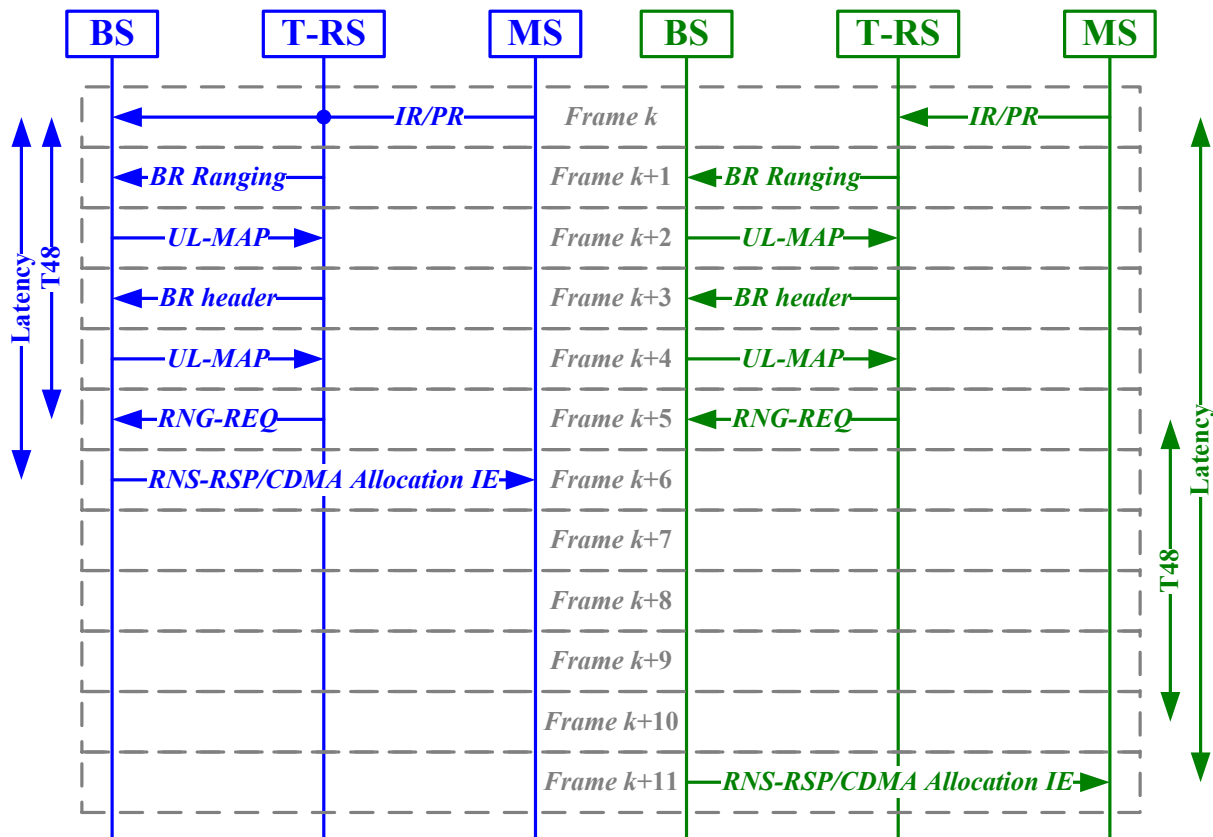 BS T-RS MS BS T-RS MS
IR/PR Frame k IR/PR
BR Ranging Frame k+1 BR Ranging
UL-MAP Frame k+2 UL-MAP
BR header Frame k+3 BR header
UL-MAP Frame k+4 UL-MAP
RNG-REQ Frame k+5 RNG-REQ
RNS-RSP/CDMA Allocation IE Frame k+6
Frame k+7
Frame k+8
Frame k+9
Frame k+10
Frame k+11 RNS-RSP/CDMA Allocation IE
Latency
T48
T48
Latency